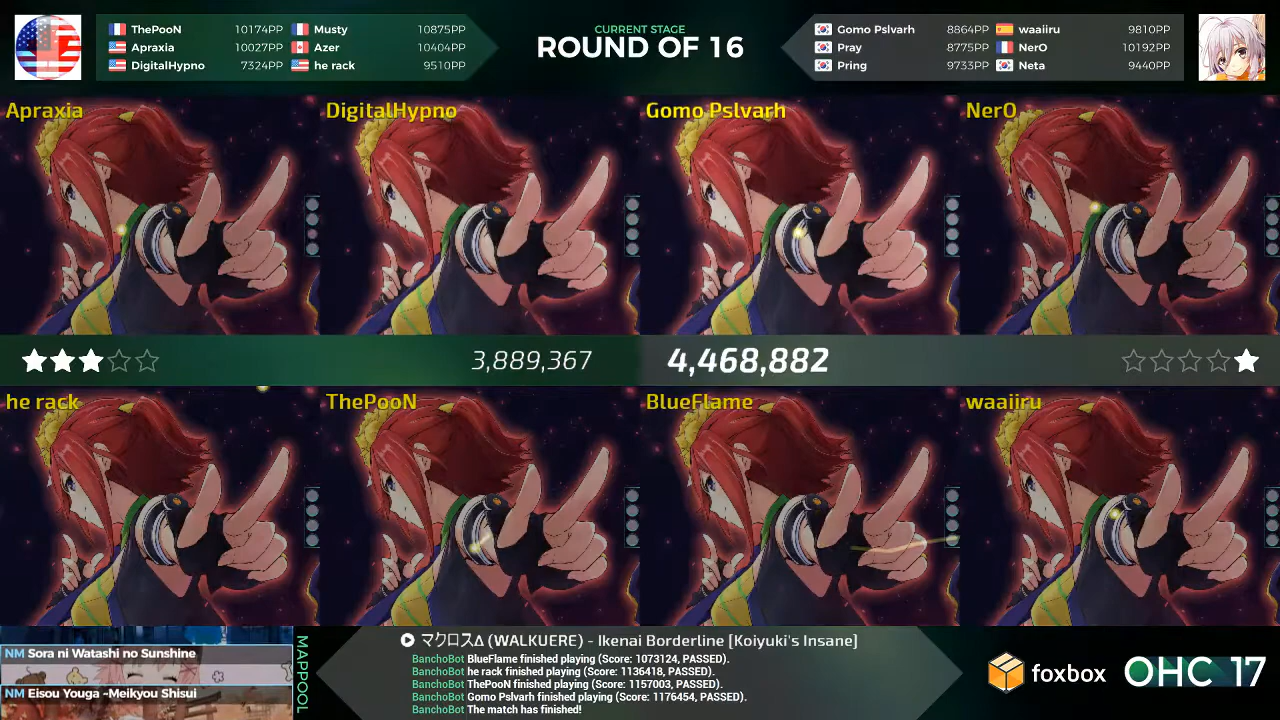 ThePooN 10174PP Musty 10875PP
Apraxia 10027PP Azer 10404PP
DigitalHypno 7324PP he rack 9510PP
CURRENT STAGE
ROUND OF 16
Gomo Pslvarh 8864PP waaiiru 9810PP
Pray 8775PP NerO 10192PP
Pring 9733PP Neta 9440PP
Apraxia
DigitalHypno
Gomo Pslvarh
NerO
3,889,367
4,468,882
he rack
ThePooN
BlueFlame
waaiiru
NM Sora ni Watashi no Sunshine
NM Eisou Youga ~Meikyou Shisui
MAPPOOL
マクロスΔ (WALKUERE) - Ikenai Borderline [Koiyuki's Insane]
BanchoBot BlueFlame finished playing (Score: 1073124, PASSED).
BanchoBot he rack finished playing (Score: 1136418, PASSED).
BanchoBot ThePooN finished playing (Score: 1157003, PASSED).
BanchoBot Gomo Pslvarh finished playing (Score: 1176454, PASSED).
BanchoBot The match has finished!
foxbox
OHC 17